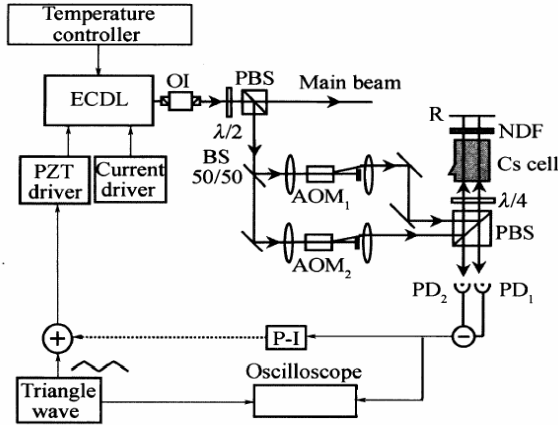 Temperature
controller
ECDL
OI
PBS
Main beam
λ/2
R
NDF
Cs cell
λ/4
PBS
PZT
driver
Current
driver
BS
50/50
AOM₁
AOM₂
PD₂
PD₁
P-I
Triangle
wave
Oscilloscope